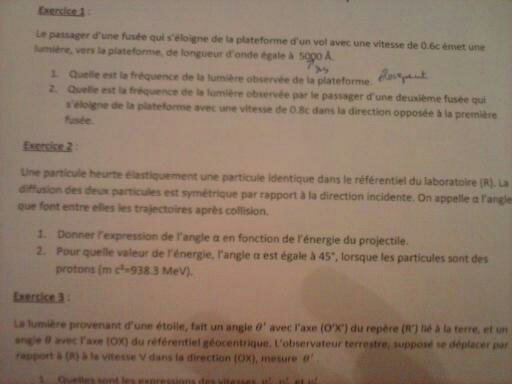 Exercice 1 :
Le passager d'une fusée qui s'éloigne de la plateforme d'un vol avec une vitesse de 0.6c émet une
lumière, vers la plateforme, de longueur d'onde égale à 5000 Å.
1. Quelle est la fréquence de la lumière observée de la plateforme.
2. Quelle est la fréquence de la lumière observée par le passager d'une deuxième fusée qui
s'éloigne de la plateforme avec une vitesse de 0.8c dans la direction opposée à la première
fusée.
Exercice 2 :
Une particule heurte élastiquement une particule identique dans le référentiel du laboratoire (R). La
diffusion des deux particules est symétrique par rapport à la direction incidente. On appelle α l'angle
que font entre elles les trajectoires après collision.
1. Donner l'expression de l'angle α en fonction de l'énergie du projectile.
2. Pour quelle valeur de l'énergie, l'angle α est égale à 45°, lorsque les particules sont des
protons (m c²=938.3 MeV).
Exercice 3 :
La lumière provenant d'une étoile, fait un angle θ' avec l'axe (O'X') du repère (R') lié à la terre, et un
angle θ avec l'axe (OX) du référentiel géocentrique. L'observateur terrestre, supposé se déplacer par
rapport à (R) à la vitesse V dans la direction (OX), mesure θ'.
1. Quelles sont les expressions des vitesses